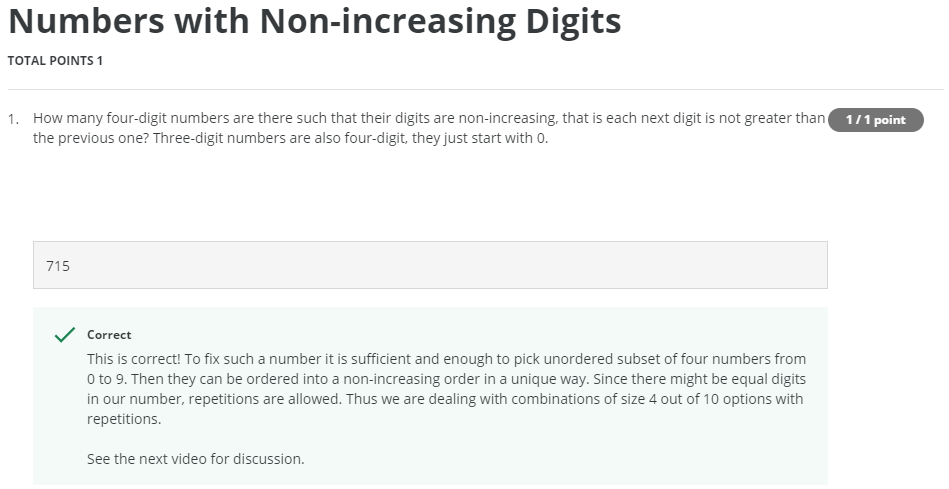 Numbers with Non-increasing Digits
TOTAL POINTS 1
1. How many four-digit numbers are there such that their digits are non-increasing, that is each next digit is not greater than
1 / 1 point
the previous one? Three-digit numbers are also four-digit, they just start with 0.
715
Correct
This is correct! To fix such a number it is sufficient and enough to pick unordered subset of four numbers from
0 to 9. Then they can be ordered into a non-increasing order in a unique way. Since there might be equal digits
in our number, repetitions are allowed. Thus we are dealing with combinations of size 4 out of 10 options with
repetitions.
See the next video for discussion.